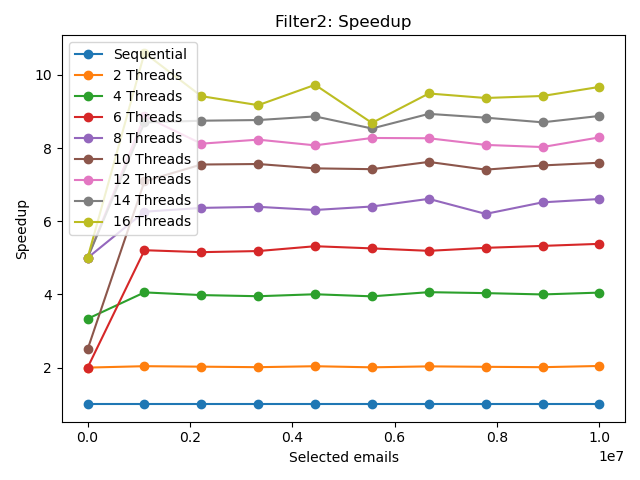 Filter2: Speedup
Sequential
2 Threads
4 Threads
6 Threads
8 Threads
10 Threads
12 Threads
14 Threads
16 Threads
Speedup
10
8
6
4
2
0.0 0.2 0.4 0.6 0.8 1.0
1e7
Selected emails